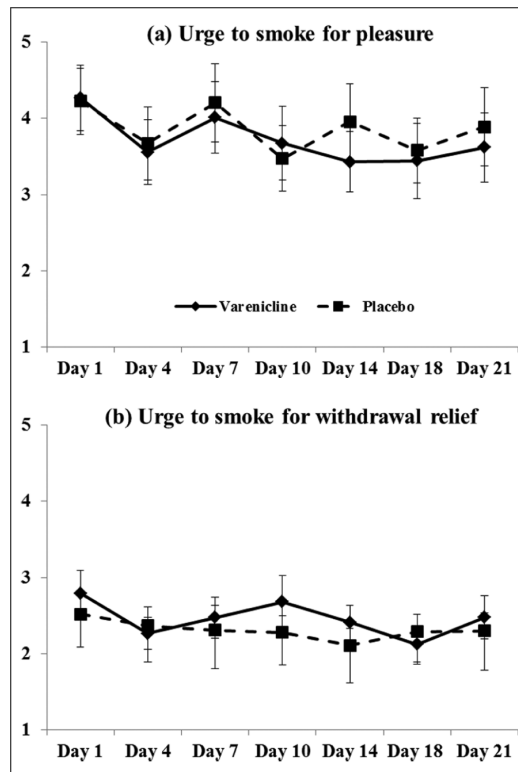 (a) Urge to smoke for pleasure
5
4
3
2
1
Varenicline Placebo
Day 1 Day 4 Day 7 Day 10 Day 14 Day 18 Day 21
(b) Urge to smoke for withdrawal relief
5
4
3
2
1
Day 1 Day 4 Day 7 Day 10 Day 14 Day 18 Day 21